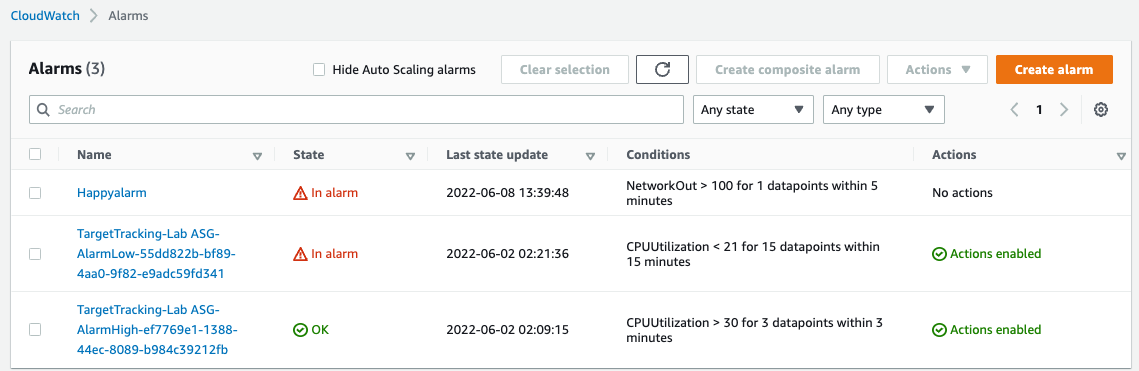 CloudWatch > Alarms
Alarms (3)
Hide Auto Scaling alarms
Clear selection
Create composite alarm
Actions
Create alarm
Search
Any state
Any type
1
Name
State
Last state update
Conditions
Actions
Happyalarm
In alarm
2022-06-08 13:39:48
NetworkOut > 100 for 1 datapoints within 5
minutes
No actions
TargetTracking-Lab ASG-
AlarmLow-55dd822b-bf89-
4aa0-9f82-e9adc59fd341
In alarm
2022-06-02 02:21:36
CPUUtilization < 21 for 15 datapoints within
15 minutes
Actions enabled
TargetTracking-Lab ASG-
AlarmHigh-ef7769e1-1388-
44ec-8089-b984c39212fb
OK
2022-06-02 02:09:15
CPUUtilization > 30 for 3 datapoints within 3
minutes
Actions enabled